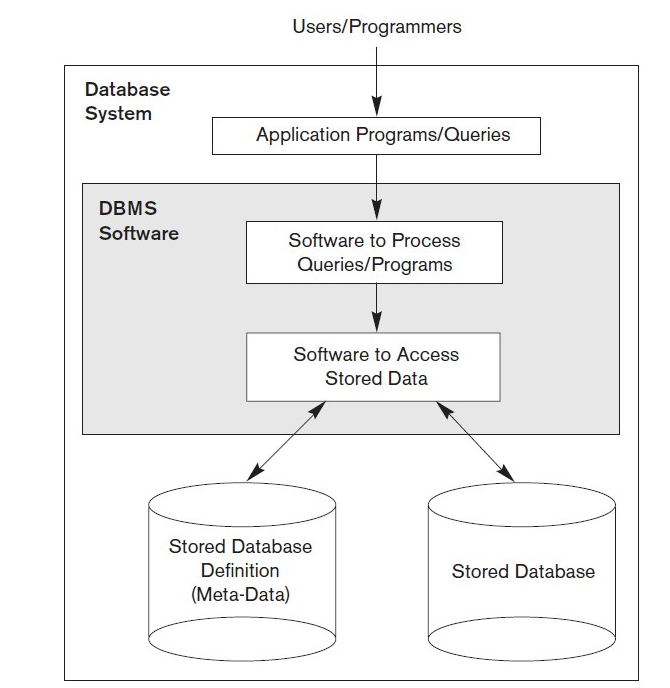 Users/Programmers
Database
System
Application Programs/Queries
DBMS
Software
Software to Process
Queries/Programs
Software to Access
Stored Data
Stored Database
Definition
(Meta-Data)
Stored Database